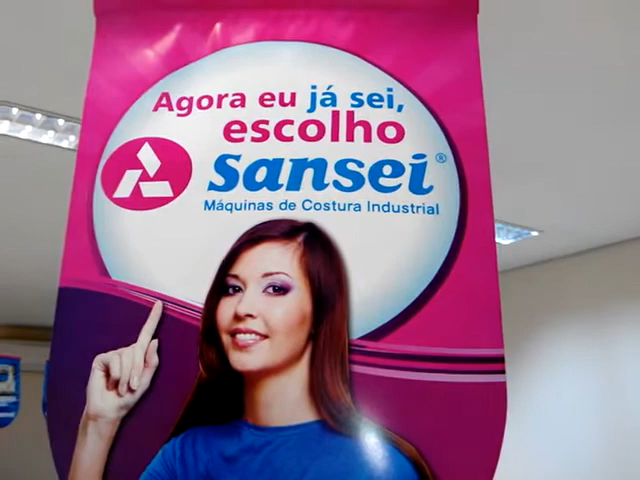 Agora eu já sei,
escolho
sansei®
Máquinas de Costura Industrial